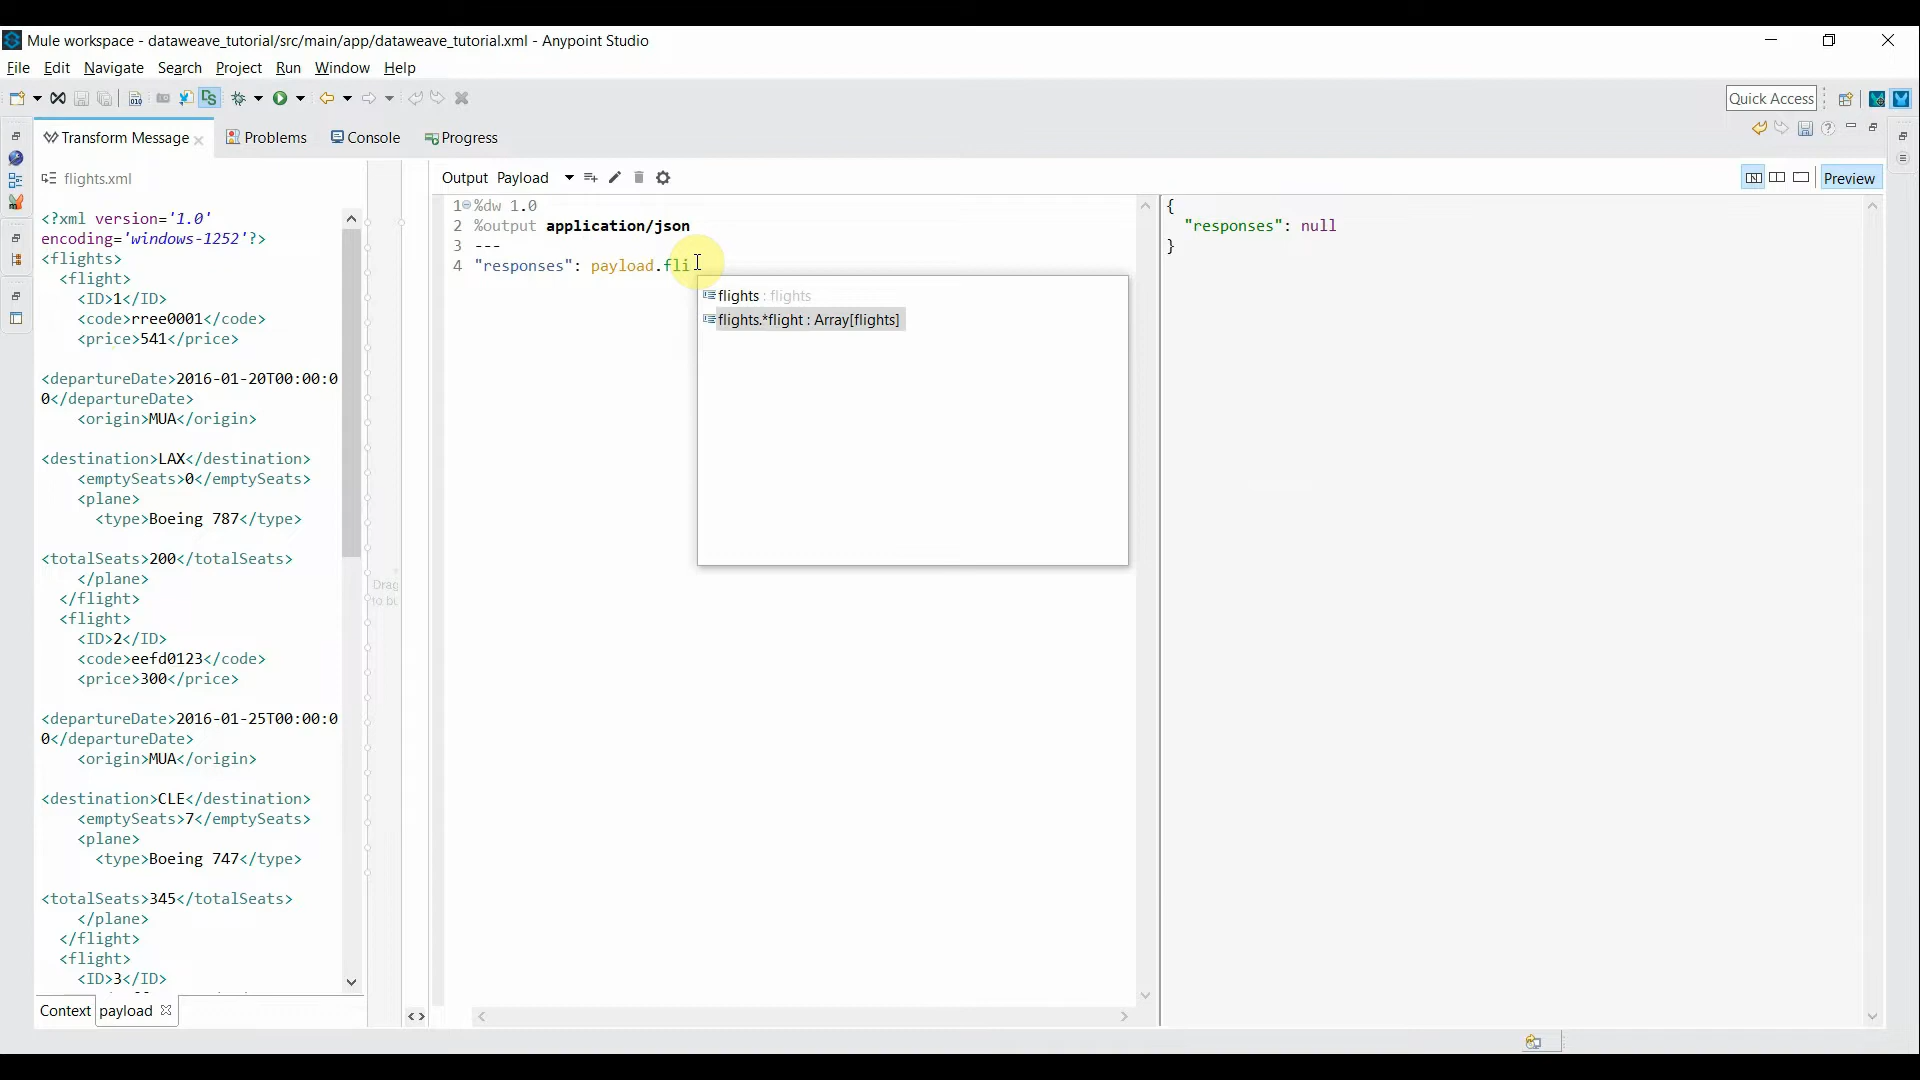 Mule workspace - dataweave_tutorial/src/main/app/dataweave_tutorial.xml - Anypoint Studio
File Edit Navigate Search Project Run Window Help
Quick Access
Transform Message Problems Console Progress
flights.xml
<?xml version='1.0'
encoding='windows-1252'?>
<flights>
<flight>
<ID>1</ID>
<code>rree0001</code>
<price>541</price>
<departureDate>2016-01-20T00:00:0
0</departureDate>
<origin>MUA</origin>
<destination>LAX</destination>
<emptySeats>0</emptySeats>
<plane>
<type>Boeing 787</type>
<totalSeats>200</totalSeats>
</plane>
</flight>
<flight>
<ID>2</ID>
<code>eefd0123</code>
<price>300</price>
<departureDate>2016-01-25T00:00:0
0</departureDate>
<origin>MUA</origin>
<destination>CLE</destination>
<emptySeats>7</emptySeats>
<plane>
<type>Boeing 747</type>
<totalSeats>345</totalSeats>
</plane>
</flight>
<flight>
<ID>3</ID>
Context payload
Drag
Output Payload
Preview
1 %dw 1.0
2 %output application/json
3 ---
4 "responses": payload.fli
flights : flights
flights.*flight : Array[flights]
{
"responses": null
}